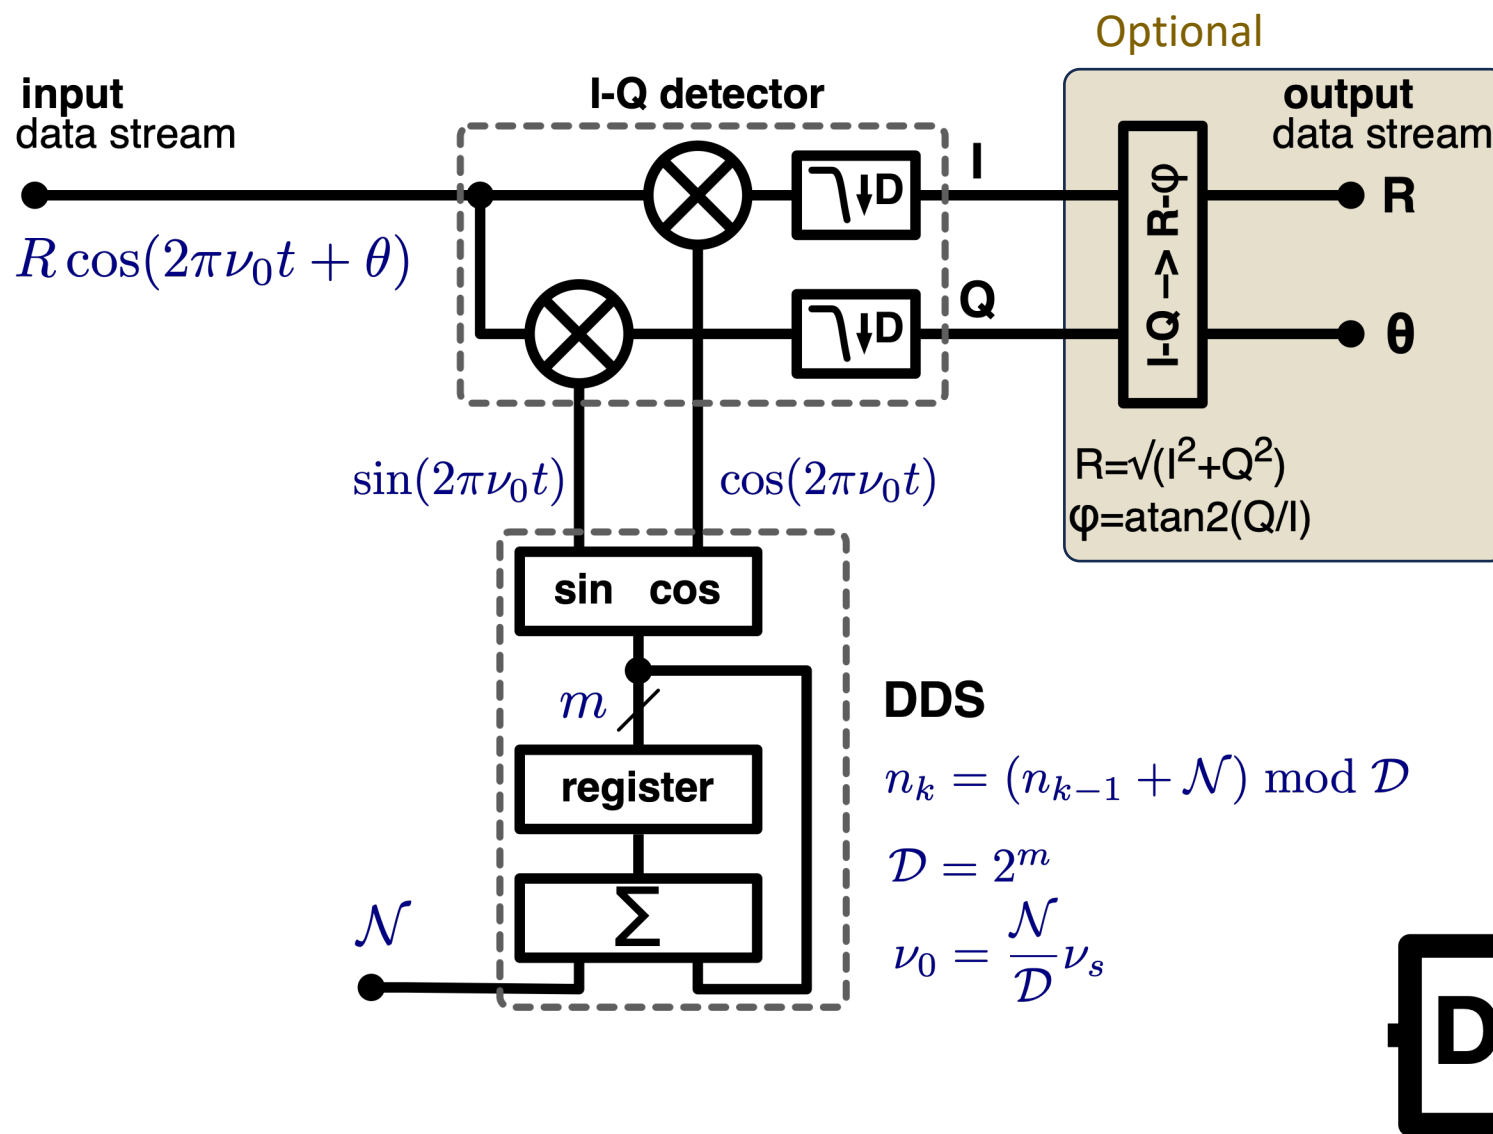 Optional
input
data stream
I-Q detector
output
data stream
I
↓D
R
R cos(2πν₀t + θ)
I-Q –> R-φ
Q
↓D
θ
sin(2πν₀t)
cos(2πν₀t)
R=√(I²+Q²)
φ=atan2(Q/I)
sin cos
m
DDS
register
nₖ = (nₖ₋₁ + 𝒩) mod 𝒟
𝒟 = 2ᵐ
Σ
𝒩
ν₀ = 𝒩/𝒟 νₛ
D